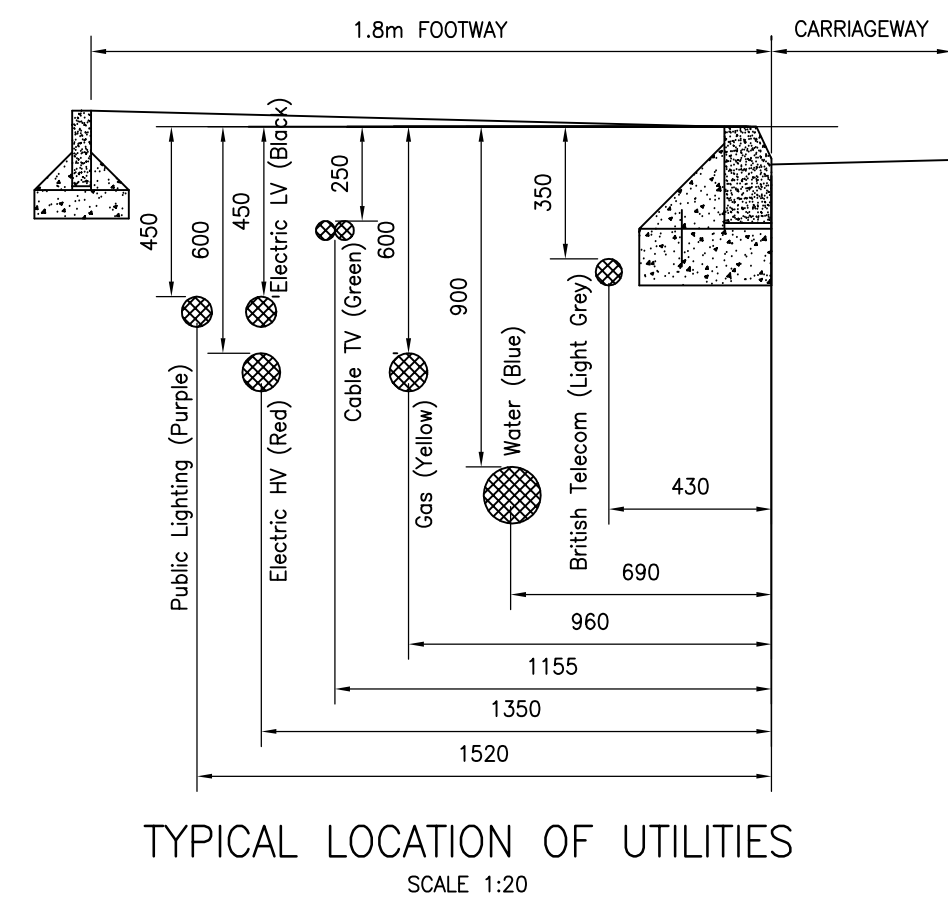 1.8m FOOTWAY
CARRIAGEWAY
450
600
450
Electric LV (Black)
250
600
900
350
Public Lighting (Purple)
Electric HV (Red)
Cable TV (Green)
Gas (Yellow)
Water (Blue)
British Telecom (Light Grey)
430
690
960
1155
1350
1520
TYPICAL LOCATION OF UTILITIES
SCALE 1:20